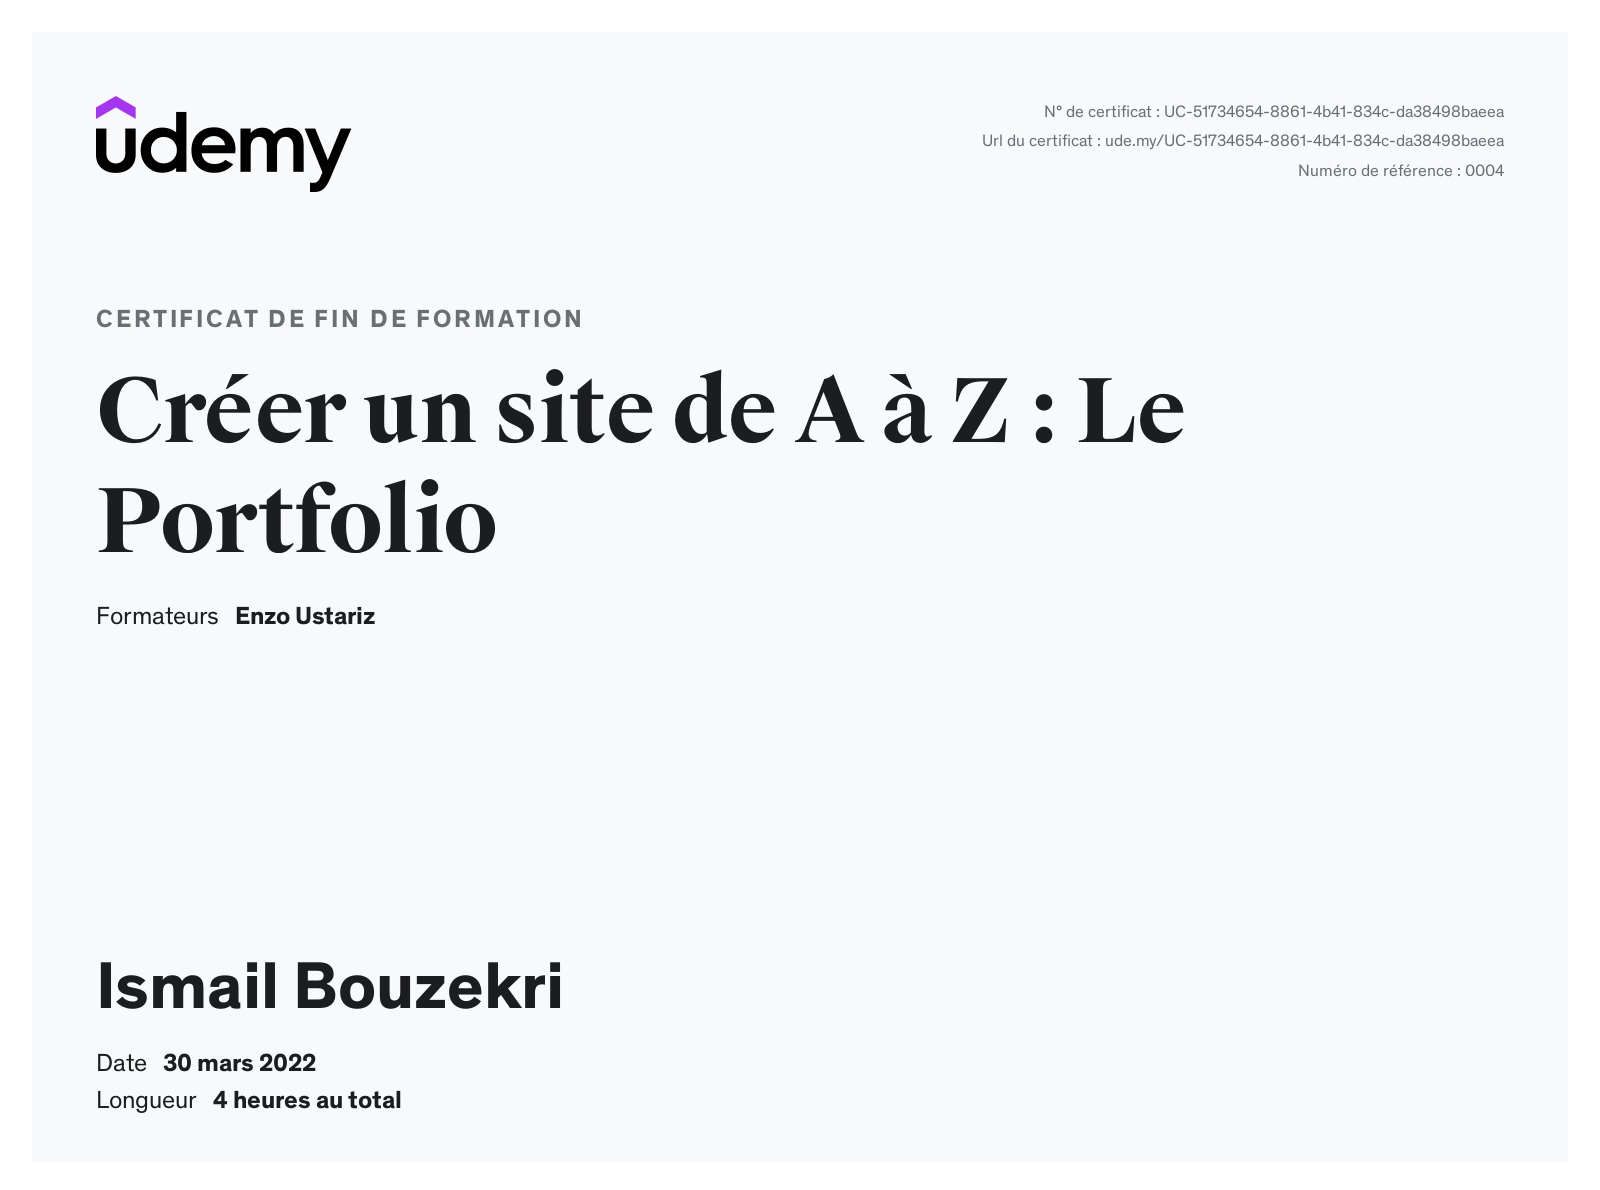 udemy
N° de certificat : UC-51734654-8861-4b41-834c-da38498baeea
Url du certificat : ude.my/UC-51734654-8861-4b41-834c-da38498baeea
Numéro de référence : 0004
CERTIFICAT DE FIN DE FORMATION
Créer un site de A à Z : Le
Portfolio
Formateurs Enzo Ustariz
Ismail Bouzekri
Date 30 mars 2022
Longueur 4 heures au total